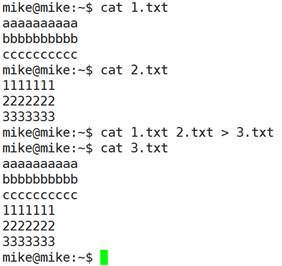 mike@mike:~$ cat 1.txt
aaaaaaaaaa
bbbbbbbbbb
cccccccccc
mike@mike:~$ cat 2.txt
1111111
2222222
3333333
mike@mike:~$ cat 1.txt 2.txt > 3.txt
mike@mike:~$ cat 3.txt
aaaaaaaaaa
bbbbbbbbbb
cccccccccc
1111111
2222222
3333333
mike@mike:~$